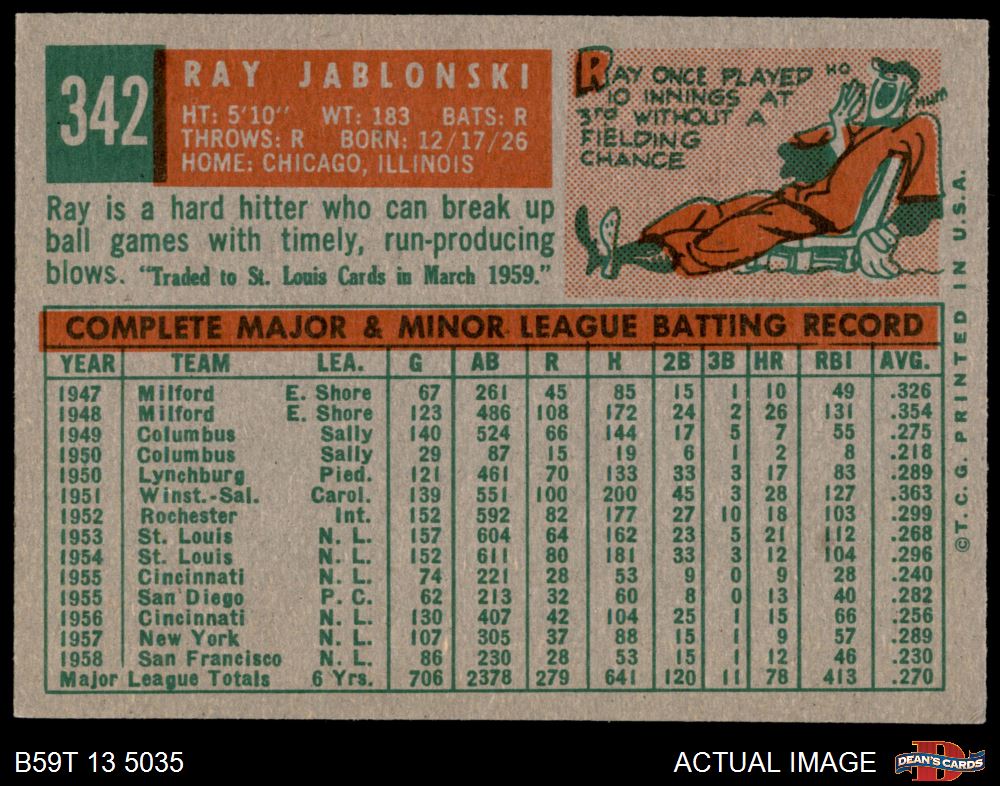 342
RAY JABLONSKI
HT: 5'10" WT: 183 BATS: R
THROWS: R BORN: 12/17/26
HOME: CHICAGO, ILLINOIS
Ray is a hard hitter who can break up
ball games with timely, run-producing
blows. "Traded to St. Louis Cards in March 1959."
RAY ONCE PLAYED
10 INNINGS AT
3RD WITHOUT A
FIELDING
CHANCE
HO
HUM
COMPLETE MAJOR & MINOR LEAGUE BATTING RECORD
YEAR TEAM LEA. G AB R H 2B 3B HR RBI AVG.
1947 Milford E. Shore 67 261 45 85 15 1 10 49 .326
1948 Milford E. Shore 123 486 108 172 24 2 26 131 .354
1949 Columbus Sally 140 524 66 144 17 5 7 55 .275
1950 Columbus Sally 29 87 15 19 6 1 2 8 .218
1950 Lynchburg Pied. 121 461 70 133 33 3 17 83 .289
1951 Winst.-Sal. Carol. 139 551 100 200 45 3 28 127 .363
1952 Rochester Int. 152 592 82 177 27 10 18 103 .299
1953 St. Louis N. L. 157 604 64 162 23 5 21 112 .268
1954 St. Louis N. L. 152 611 80 181 33 3 12 104 .296
1955 Cincinnati N. L. 74 221 28 53 9 0 9 28 .240
1955 San Diego P. C. 62 213 32 60 8 0 13 40 .282
1956 Cincinnati N. L. 130 407 42 104 25 1 15 66 .256
1957 New York N. L. 107 305 37 88 15 1 9 57 .289
1958 San Francisco N. L. 86 230 28 53 15 1 12 46 .230
Major League Totals 6 Yrs. 706 2378 279 641 120 11 78 413 .270
© T. C. G. PRINTED IN U.S.A.
B59T 13 5035
ACTUAL IMAGE
D
DEAN'S CARDS